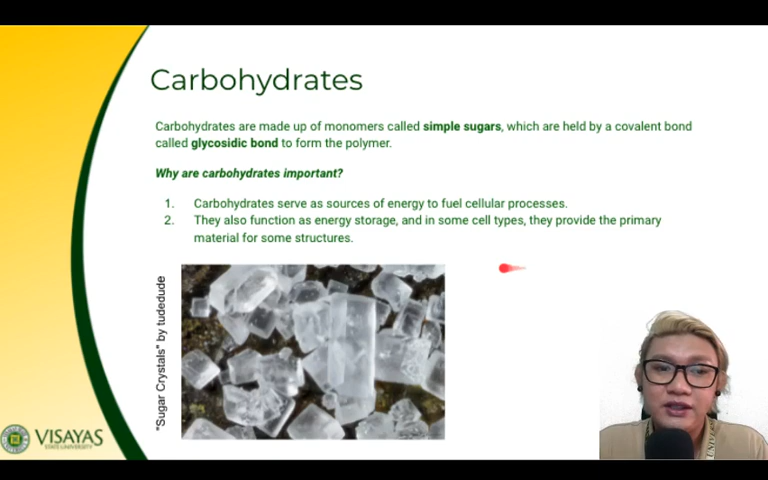 Carbohydrates
Carbohydrates are made up of monomers called simple sugars, which are held by a covalent bond
called glycosidic bond to form the polymer.
Why are carbohydrates important?
1. Carbohydrates serve as sources of energy to fuel cellular processes.
2. They also function as energy storage, and in some cell types, they provide the primary
material for some structures.
"Sugar Crystals" by tudedude
VISAYAS
STATE UNIVERSITY